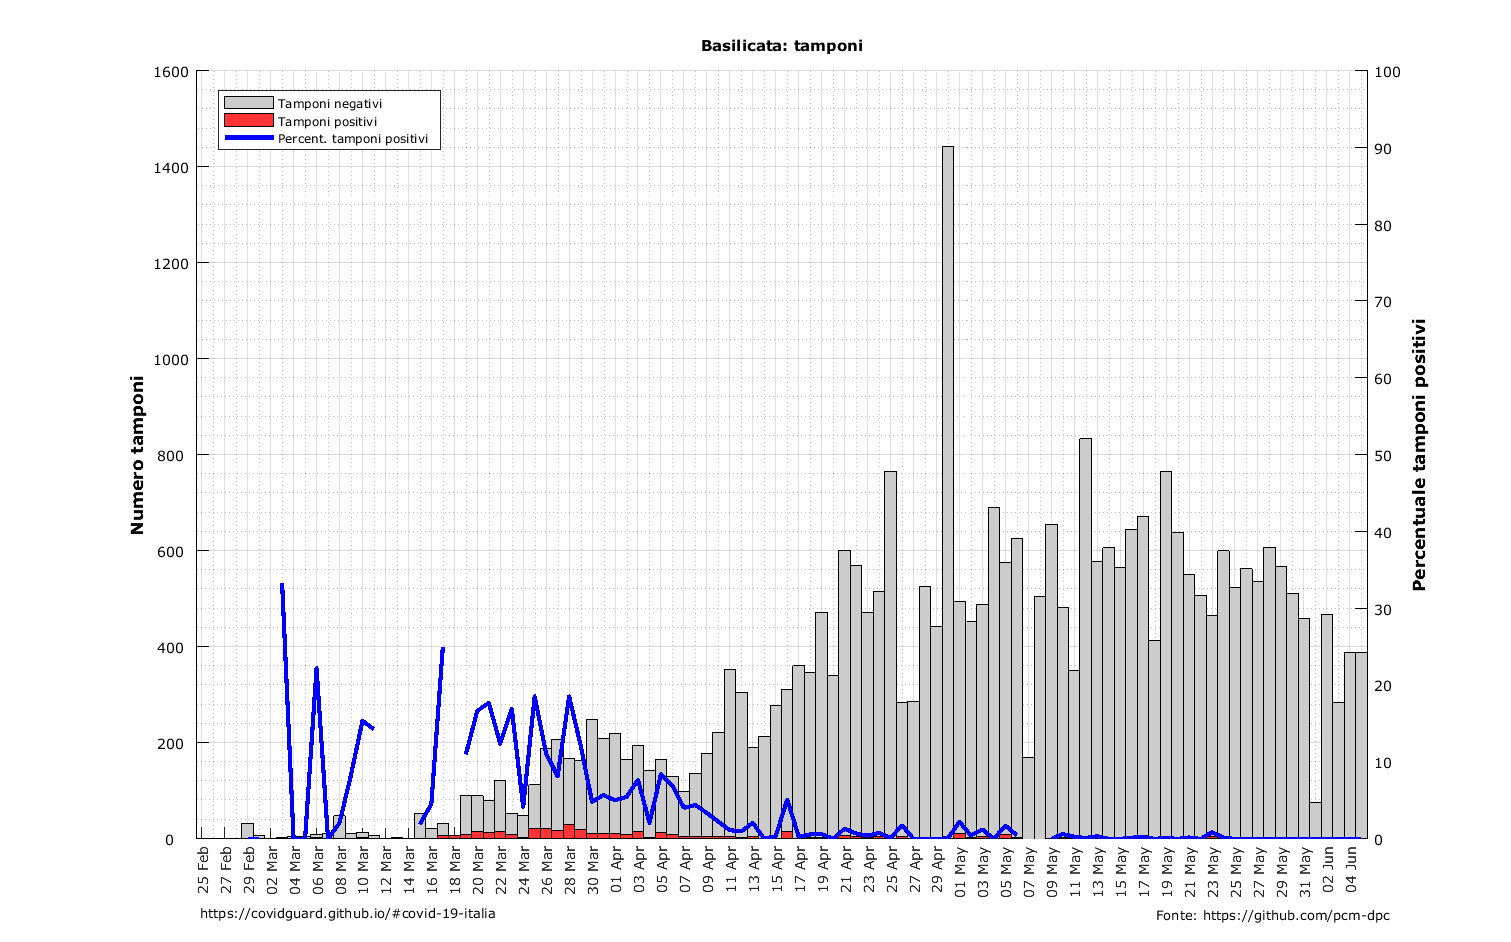 Basilicata: tamponi
1600
1400
1200
1000
800
600
400
200
0
100
90
80
70
60
50
40
30
20
10
0
Tamponi negativi
Tamponi positivi
Percent. tamponi positivi
Numero tamponi
Percentuale tamponi positivi
25 Feb
27 Feb
29 Feb
02 Mar
04 Mar
06 Mar
08 Mar
10 Mar
12 Mar
14 Mar
16 Mar
18 Mar
20 Mar
22 Mar
24 Mar
26 Mar
28 Mar
30 Mar
01 Apr
03 Apr
05 Apr
07 Apr
09 Apr
11 Apr
13 Apr
15 Apr
17 Apr
19 Apr
21 Apr
23 Apr
25 Apr
27 Apr
29 Apr
01 May
03 May
05 May
07 May
09 May
11 May
13 May
15 May
17 May
19 May
21 May
23 May
25 May
27 May
29 May
31 May
02 Jun
04 Jun
https://covidguard.github.io/#covid-19-italia
Fonte: https://github.com/pcm-dpc